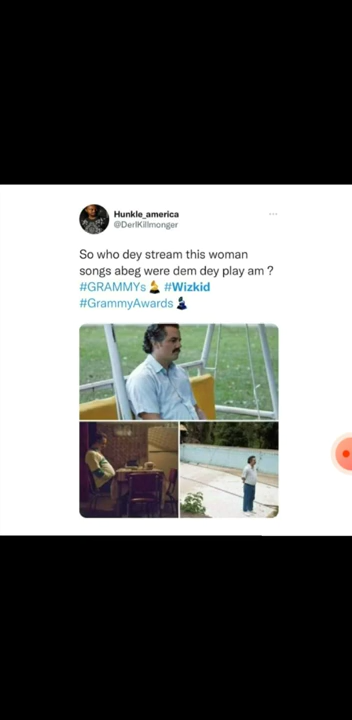 Hunkle_america
@DerlKillmonger
So who dey stream this woman
songs abeg were dem dey play am ?
#GRAMMYs #Wizkid
#GrammyAwards